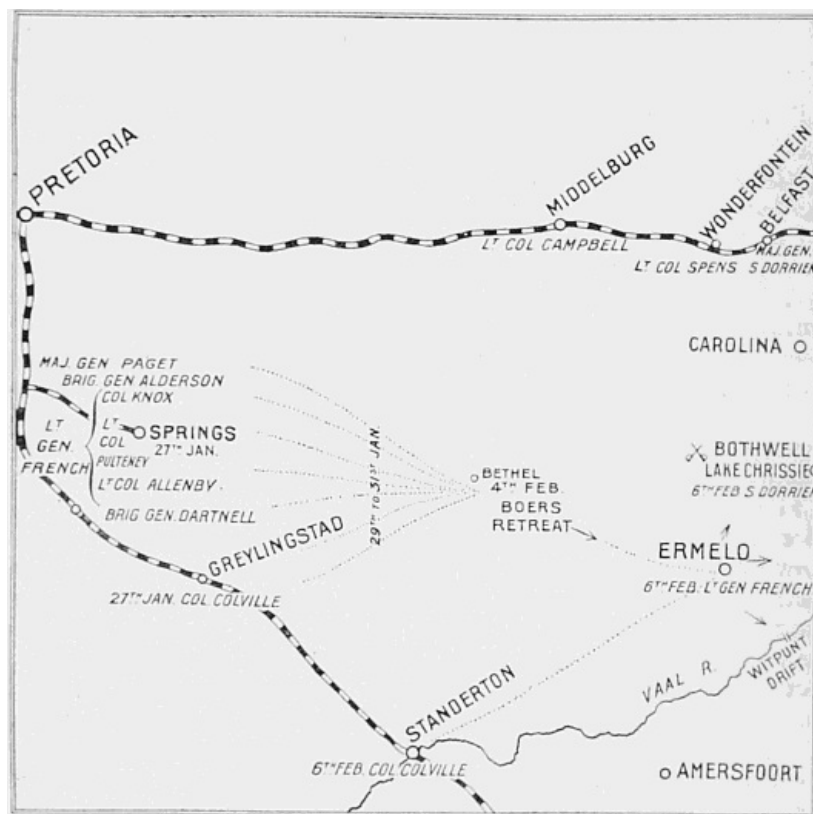 PRETORIA
MIDDELBURG
WONDERFONTEIN
BELFAST
LT COL CAMPBELL
MAJ. GEN.
LT COL SPENS S DORRIEN
CAROLINA
MAJ. GEN PAGET
BRIG. GEN ALDERSON
COL KNOX
LT
GEN.
FRENCH
LT
COL
PULTENEY
SPRINGS
27TH JAN.
LT COL ALLENBY.
BRIG GEN. DARTNELL
29TH TO 31ST JAN.
BETHEL
4TH FEB.
BOERS
RETREAT
BOTHWELL
LAKE CHRISSIE
6TH FEB S DORRIEN
ERMELO
6TH FEB. LT GEN FRENCH
GREYLINGSTAD
27TH JAN. COL. COLVILLE
WITPUNT
DRIFT
VAAL R.
STANDERTON
6TH FEB. COL COLVILLE
AMERSFOORT